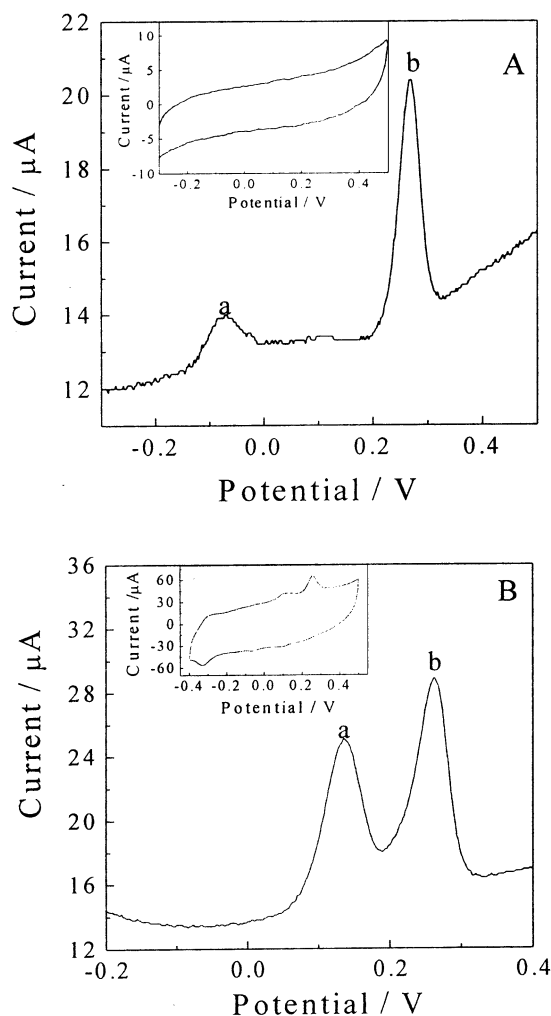 22
20
18
16
14
12
Current / μA
-0.2
0.0
0.2
0.4
Potential / V
A
a
b
10
5
0
-5
-10
Current /μA
-0.2
0.0
0.2
0.4
Potential / V
36
32
28
24
20
16
12
Current / μA
-0.2
0.0
0.2
0.4
Potential / V
B
a
b
60
30
0
-30
-60
Current /μA
-0.4
-0.2
0.0
0.2
0.4
Potential / V